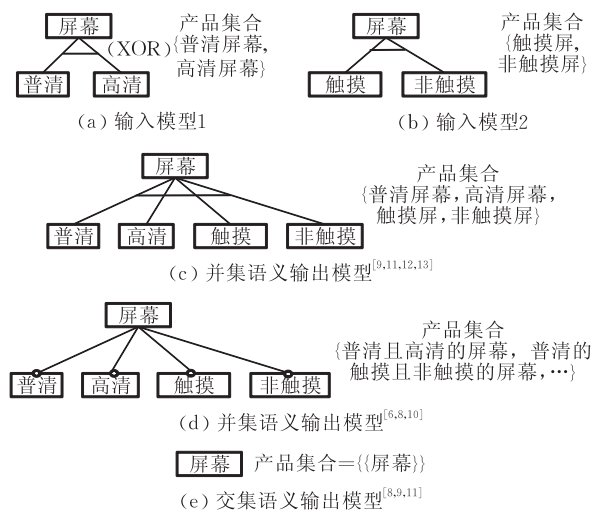 屏幕
(XOR)
产品集合
{普清屏幕,
高清屏幕}
普清 高清
(a) 输入模型1
屏幕
产品集合
{触摸屏,
非触摸屏}
触摸 非触摸
(b) 输入模型2
屏幕
产品集合
{普清屏幕,高清屏幕,
触摸屏,非触摸屏}
普清 高清 触摸 非触摸
(c) 并集语义输出模型[9,11,12,13]
屏幕
产品集合
{普清且高清的屏幕, 普清的
触摸且非触摸的屏幕,…}
普清 高清 触摸 非触摸
(d) 并集语义输出模型[6,8,10]
屏幕 产品集合={{屏幕}}
(e) 交集语义输出模型[8,9,11]